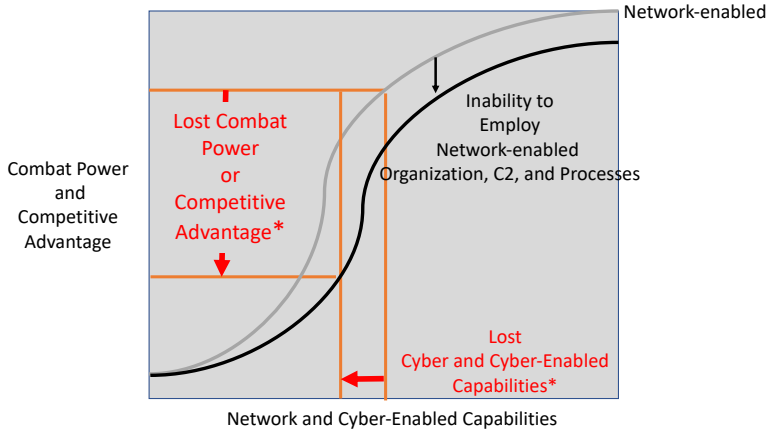 Network-enabled
Lost Combat
Power
or
Competitive
Advantage*
Inability to
Employ
Network-enabled
Organization, C2, and Processes
Combat Power
and
Competitive
Advantage
Lost
Cyber and Cyber-Enabled
Capabilities*
Network and Cyber-Enabled Capabilities